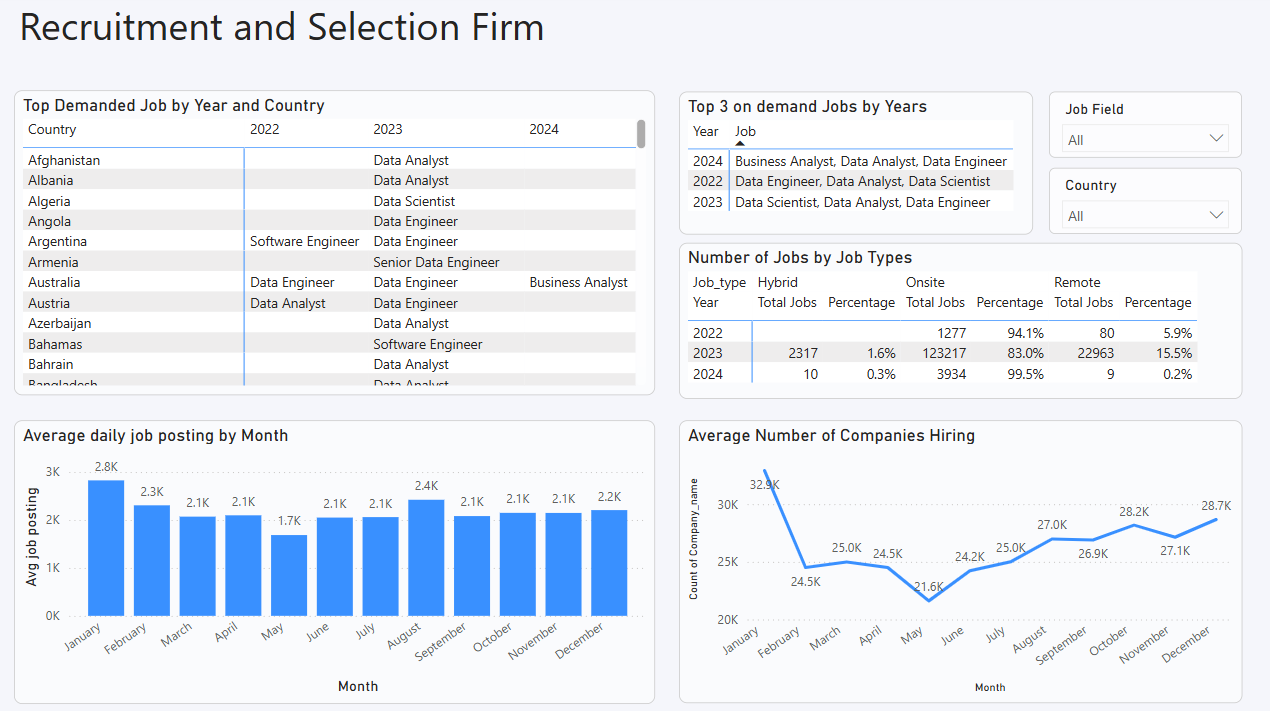 Recruitment and Selection Firm
Top Demanded Job by Year and Country
Country 2022 2023 2024
Afghanistan Data Analyst
Albania Data Analyst
Algeria Data Scientist
Angola Data Engineer
Argentina Software Engineer Data Engineer
Armenia Senior Data Engineer
Australia Data Engineer Data Engineer Business Analyst
Austria Data Analyst Data Engineer
Azerbaijan Data Analyst
Bahamas Software Engineer
Bahrain Data Analyst
Bangladesh Data Analyst
Top 3 on demand Jobs by Years
Year Job
2024 Business Analyst, Data Analyst, Data Engineer
2022 Data Engineer, Data Analyst, Data Scientist
2023 Data Scientist, Data Analyst, Data Engineer
Job Field
All
Country
All
Number of Jobs by Job Types
Job_type Hybrid Onsite Remote
Year Total Jobs Percentage Total Jobs Percentage Total Jobs Percentage
2022 1277 94.1% 80 5.9%
2023 2317 1.6% 123217 83.0% 22963 15.5%
2024 10 0.3% 3934 99.5% 9 0.2%
Average daily job posting by Month
Avg job posting
3K
2K
1K
0K
2.8K 2.3K 2.1K 2.1K 1.7K 2.1K 2.1K 2.4K 2.1K 2.1K 2.1K 2.2K
January February March April May June July August September October November December
Month
Average Number of Companies Hiring
Count of Company_name
30K
25K
20K
32.9K 24.5K 25.0K 24.5K 21.6K 24.2K 25.0K 27.0K 26.9K 28.2K 27.1K 28.7K
January February March April May June July August September October November December
Month